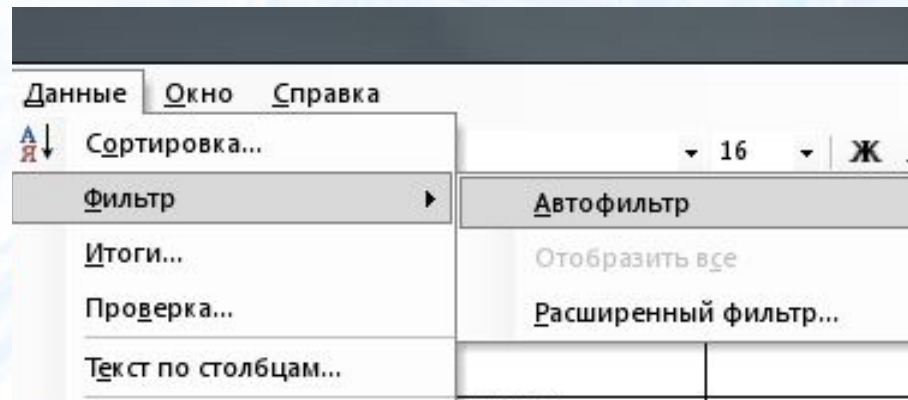 Данные Окно Справка
Сортировка...
16 Ж
Фильтр
Автофильтр
Итоги...
Отобразить все
Проверка...
Расширенный фильтр...
Текст по столбцам...